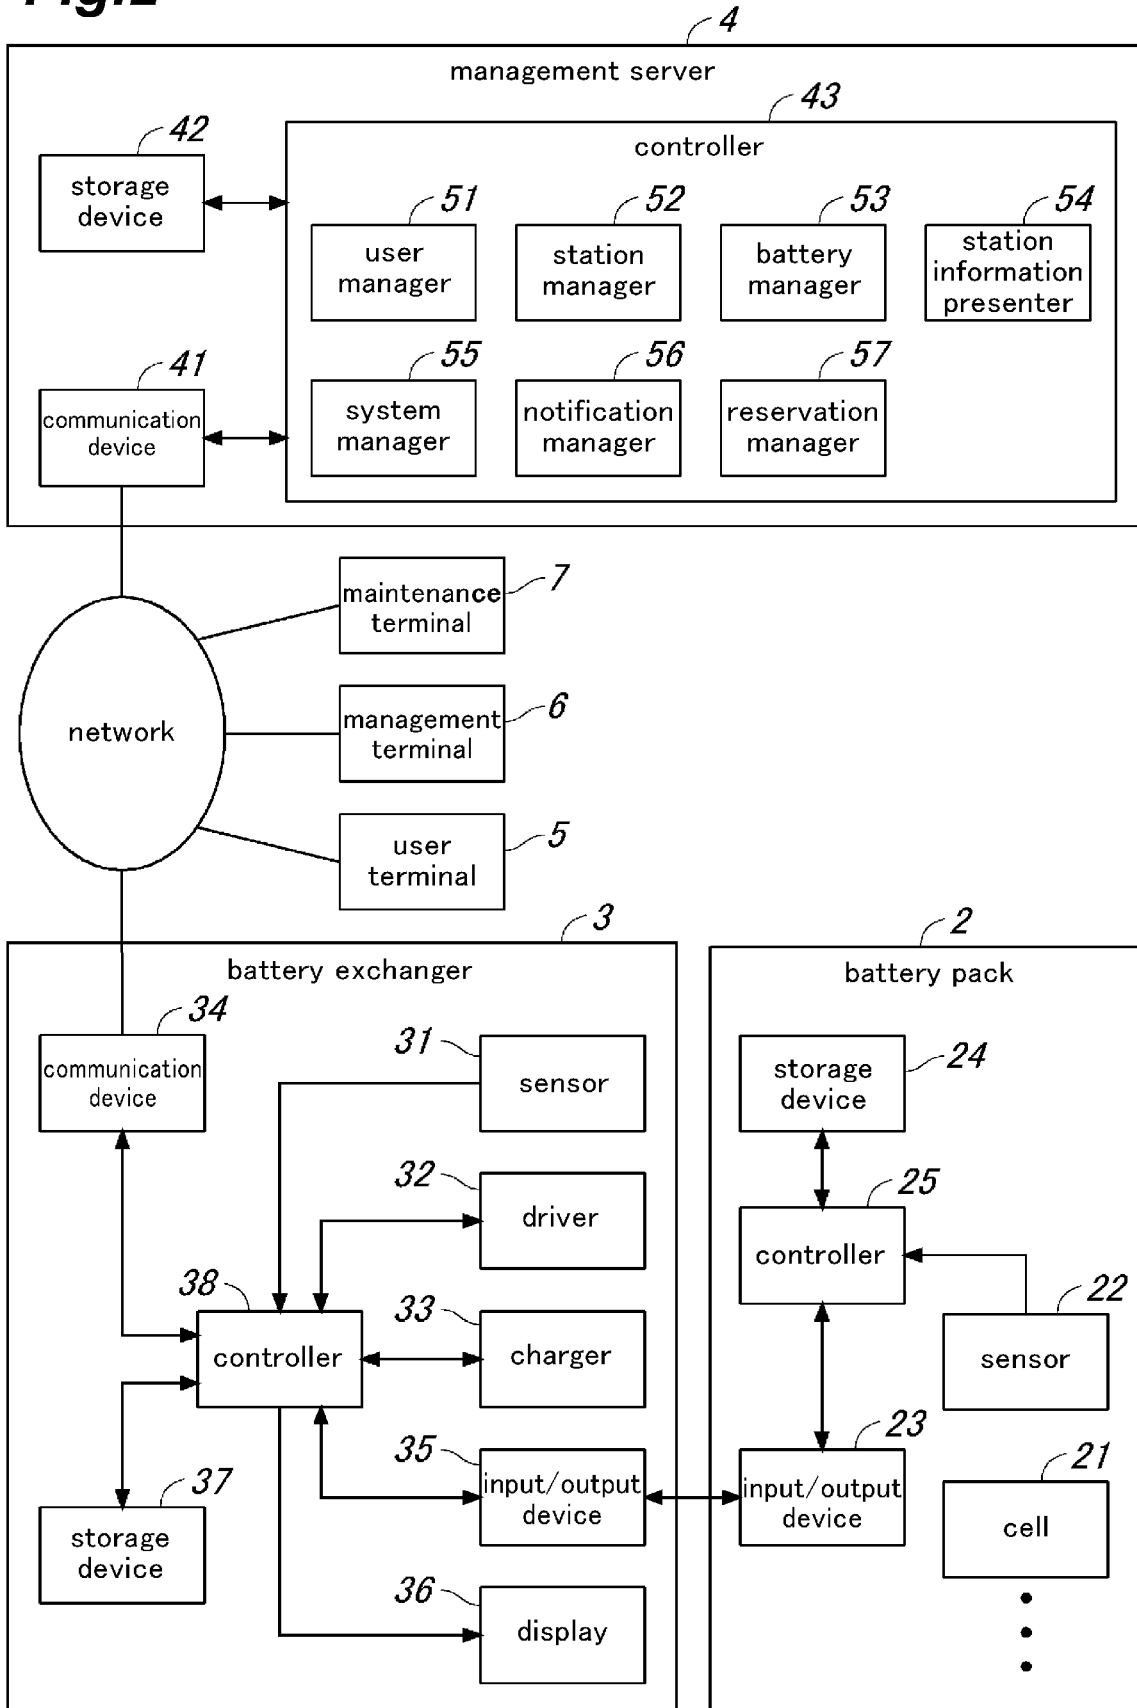 Fig.2
4
management server
43
42
controller
storage
device
51
52
53
54
user
manager
station
manager
battery
manager
station
information
presenter
41
55
56
57
communication
device
system
manager
notification
manager
reservation
manager
7
maintenance
terminal
6
management
terminal
network
5
user
terminal
3
battery exchanger
2
battery pack
34
communication
device
31
sensor
24
storage
device
32
driver
25
controller
38
controller
33
charger
22
sensor
35
input/output
device
23
input/output
device
21
cell
37
storage
device
36
display